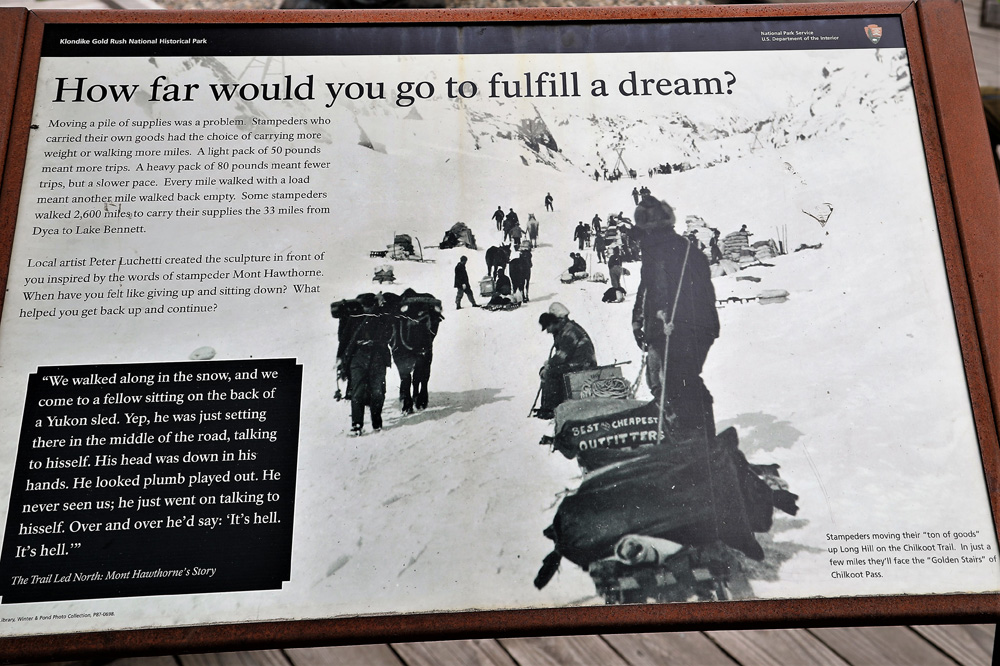 Klondike Gold Rush National Historical Park
National Park Service
U.S. Department of the Interior
How far would you go to fulfill a dream?
Moving a pile of supplies was a problem. Stampeders who
carried their own goods had the choice of carrying more
weight or walking more miles. A light pack of 50 pounds
meant more trips. A heavy pack of 80 pounds meant fewer
trips, but a slower pace. Every mile walked with a load
meant another mile walked back empty. Some stampeders
walked 2,600 miles to carry their supplies the 33 miles from
Dyea to Lake Bennett.
Local artist Peter Luchetti created the sculpture in front of
you inspired by the words of stampeder Mont Hawthorne.
When have you felt like giving up and sitting down? What
helped you get back up and continue?
“We walked along in the snow, and we
come to a fellow sitting on the back of
a Yukon sled. Yep, he was just setting
there in the middle of the road, talking
to hisself. His head was down in his
hands. He looked plumb played out. He
never seen us; he just went on talking to
hisself. Over and over he’d say: ‘It’s hell.
It’s hell.’”
The Trail Led North: Mont Hawthorne’s Story
BEST & CHEAPEST
OUTFITTERS
Stampeders moving their “ton of goods”
up Long Hill on the Chilkoot Trail. In just a
few miles they’ll face the “Golden Stairs” of
Chilkoot Pass.
Library, Winter & Pond Photo Collection, P87-0698.